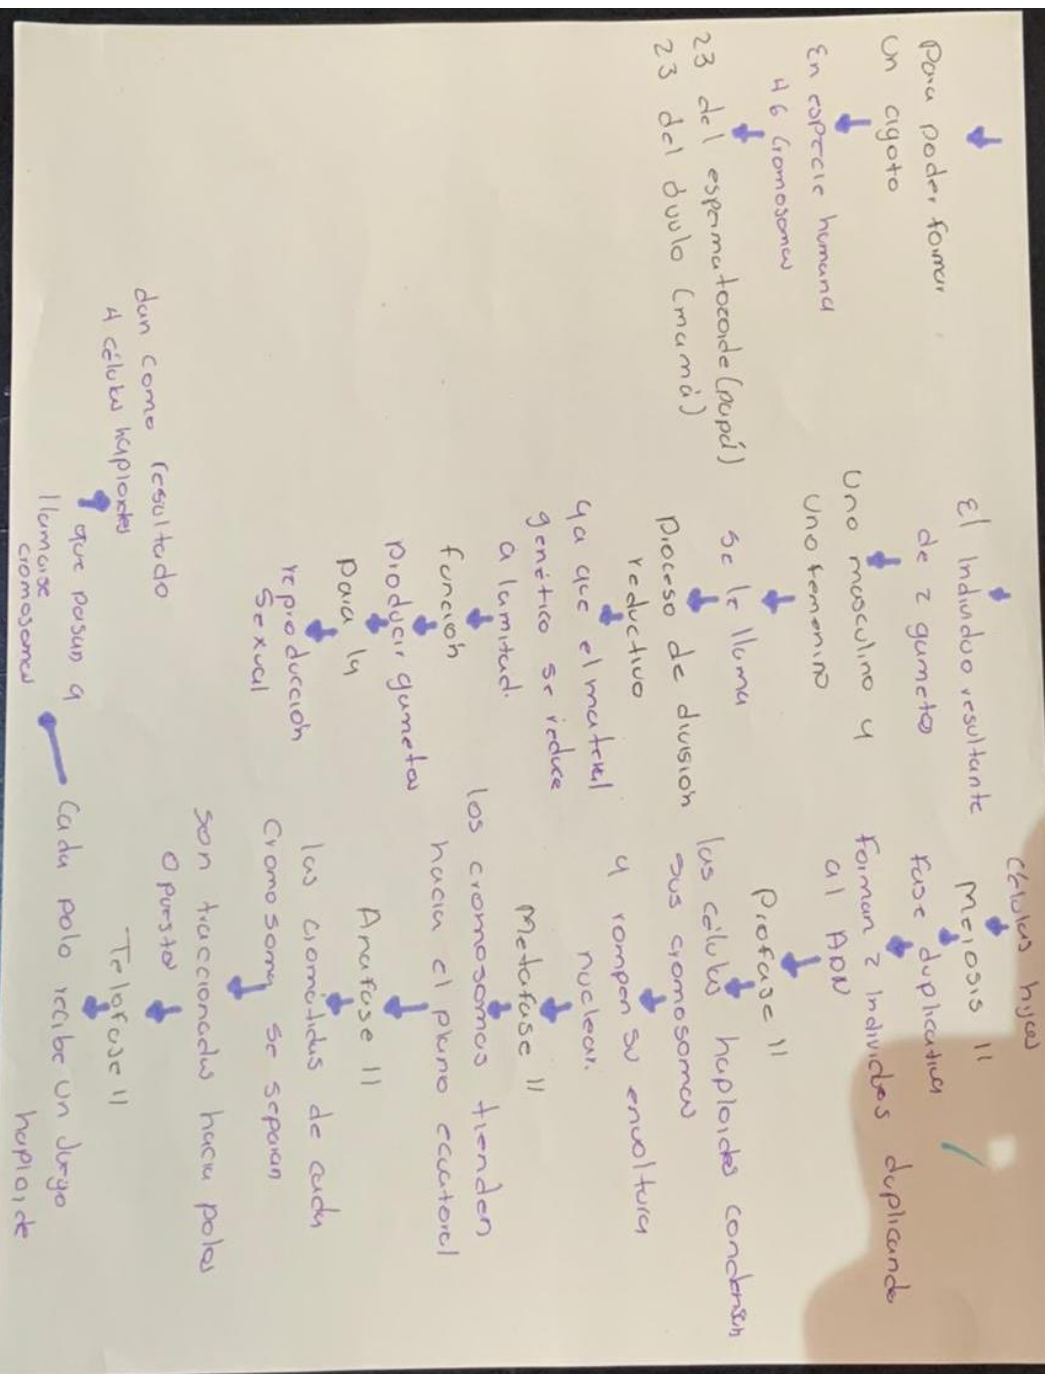 Para poder formar
un cigoto
En especie humana
46 cromosomas
23 del espermatozoide (papá)
23 del óvulo (mamá)
El individuo resultante
de 2 gametos
Uno masculino y
Uno femenino
Se le llama
Proceso de división
reductivo
ya que el material
genético se reduce
a la mitad.
función
Producir gametos
Para la
reproducción
Sexual
Células hijas
Meiosis II
Fase duplicativa
Forman 2 individuos duplicando
al ADN
Profase II
las células haploides condensan
sus cromosomas
y rompen su envoltura
nuclear.
Metafase II
los cromosomas tienden
hacia el plano ecuatorial
Anafase II
las cromátidas de cada
Cromosoma se separan
son traccionadas hacia polos
opuestos
Telofase II
Cada polo recibe un Juego
haploide
que pasan a
llamarse
cromosomas
dan como resultado
4 células haploides